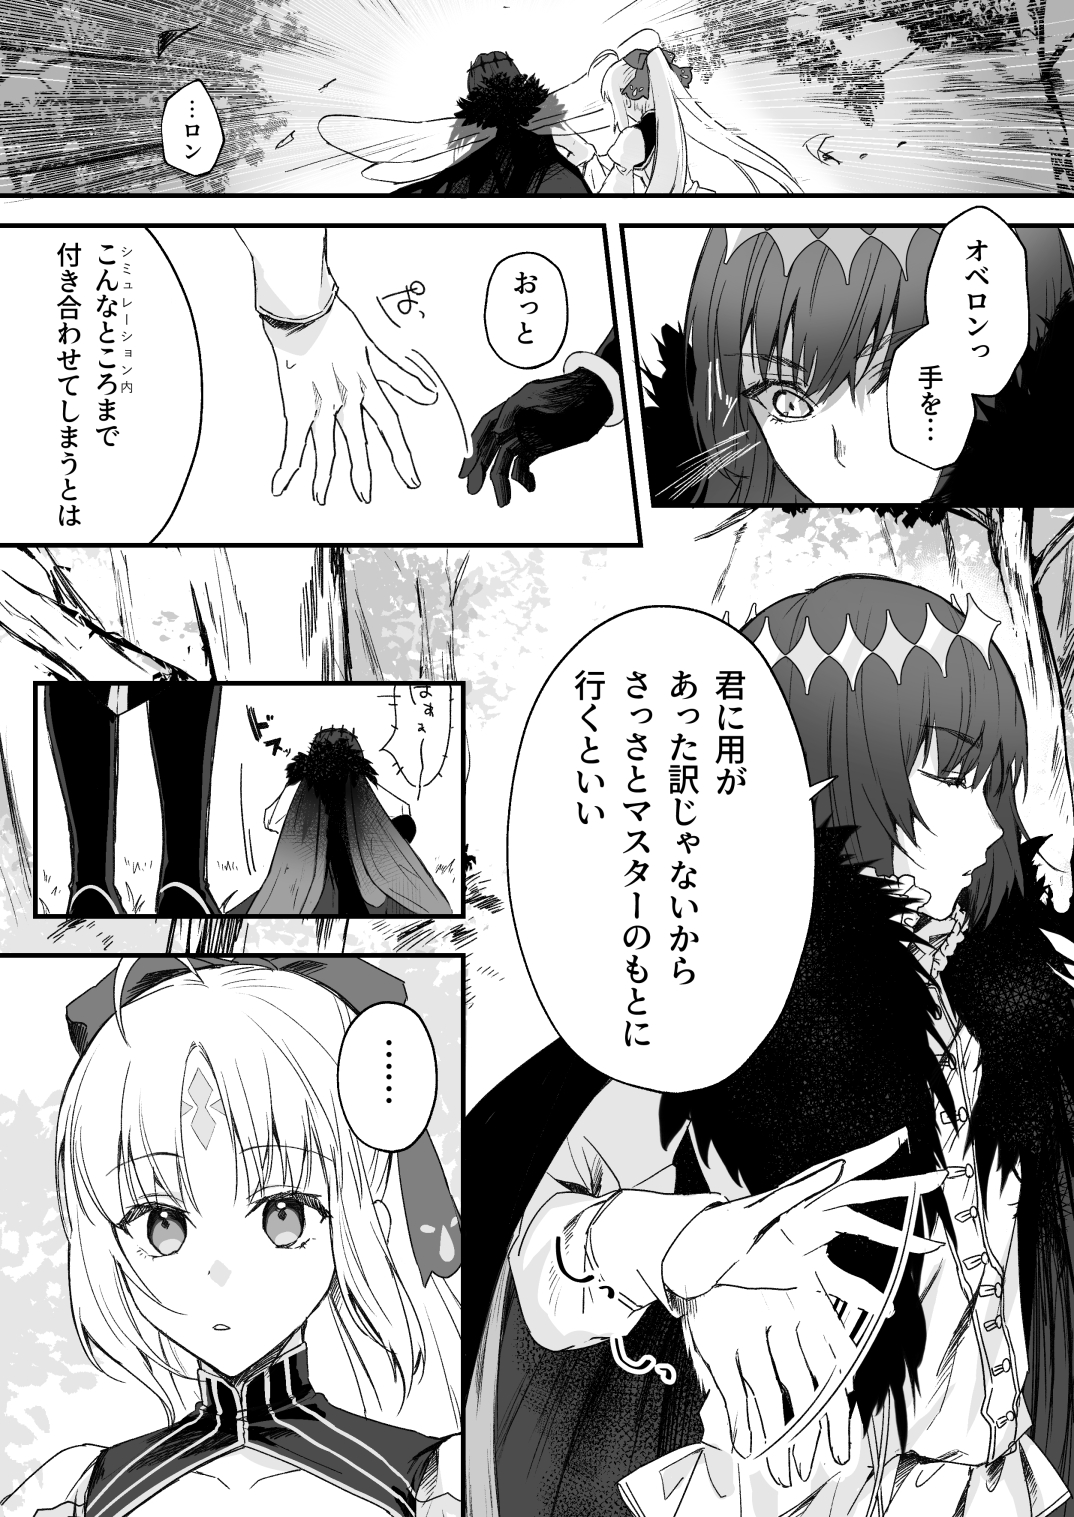 …ロン
オベロンっ
手を…
おっと
ぱっ
こんなところまで
シミュレーション内
付き合わせてしまうとは
君に用が
あった訳じゃないから
さっさとマスターのもとに
行くといい
ドスッ
はぁぁー
……